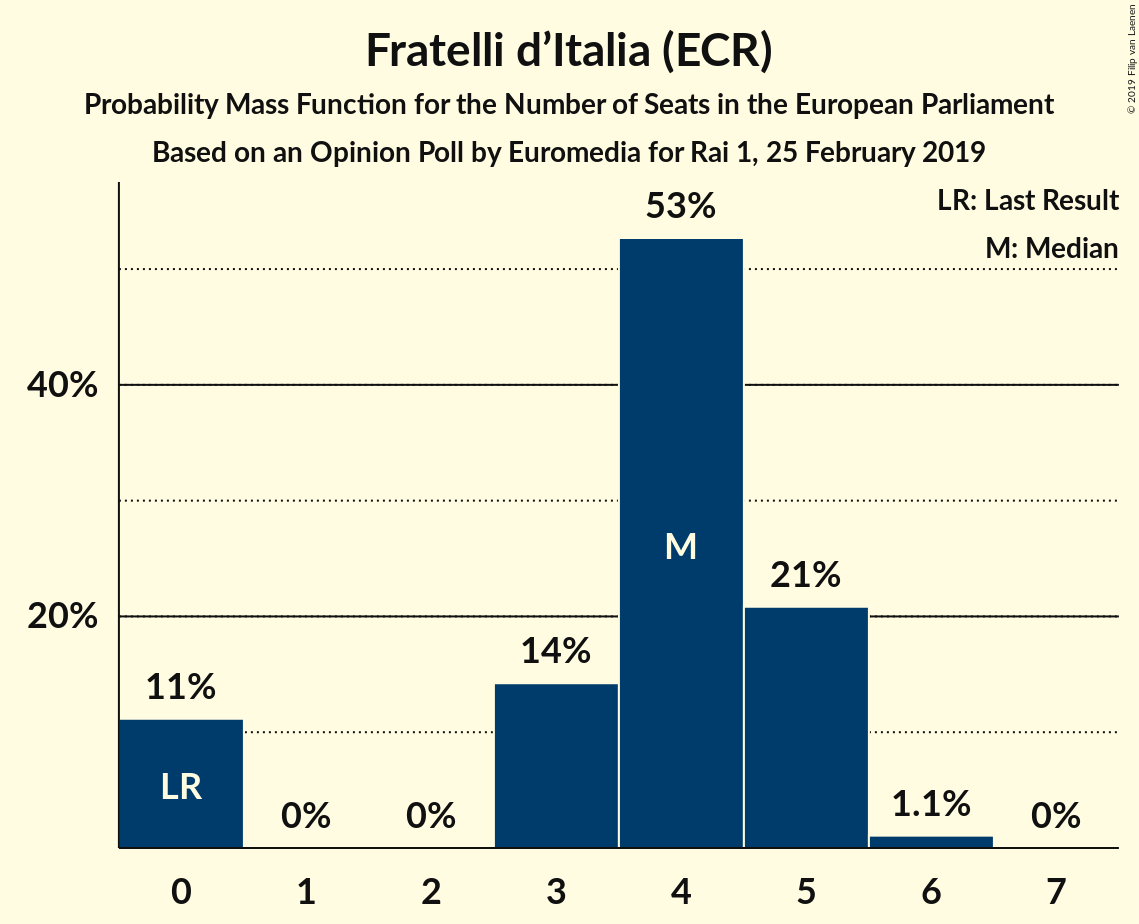 Fratelli d’Italia (ECR)
Probability Mass Function for the Number of Seats in the European Parliament
Based on an Opinion Poll by Euromedia for Rai 1, 25 February 2019
© 2019 Filip van Laenen
LR: Last Result
M: Median
53%
40%
M
21%
20%
14%
11%
LR
0%
0%
1.1%
0%
0 1 2 3 4 5 6 7